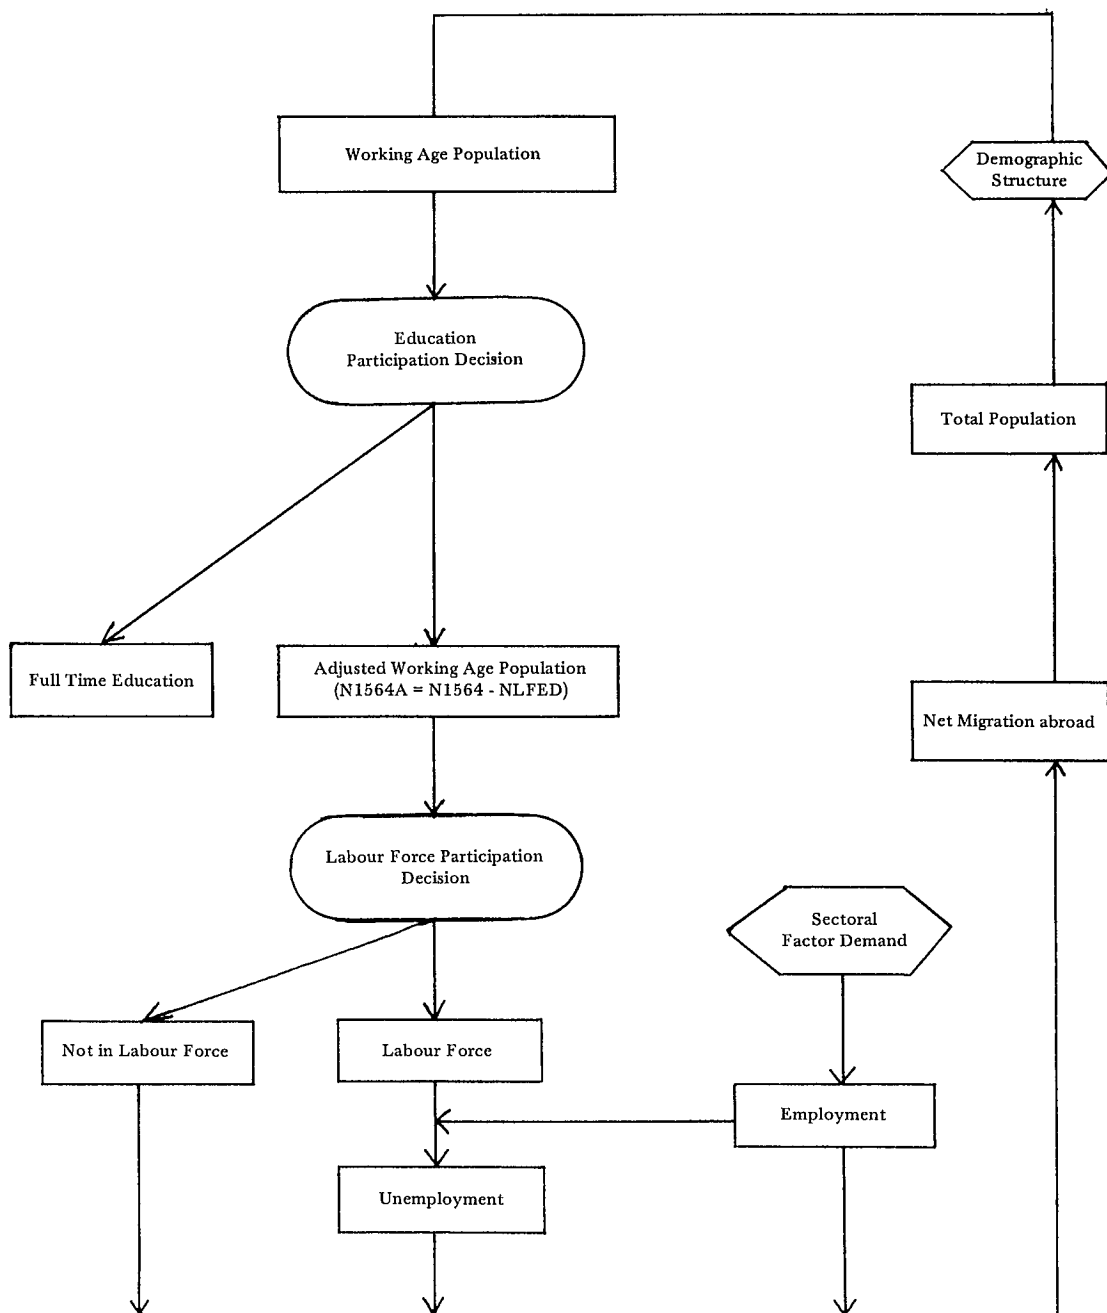 Working Age Population
Demographic
Structure
Education
Participation Decision
Total Population
Full Time Education
Adjusted Working Age Population
(N1564A = N1564 - NLFED)
Net Migration abroad
Labour Force Participation
Decision
Sectoral
Factor Demand
Not in Labour Force
Labour Force
Employment
Unemployment